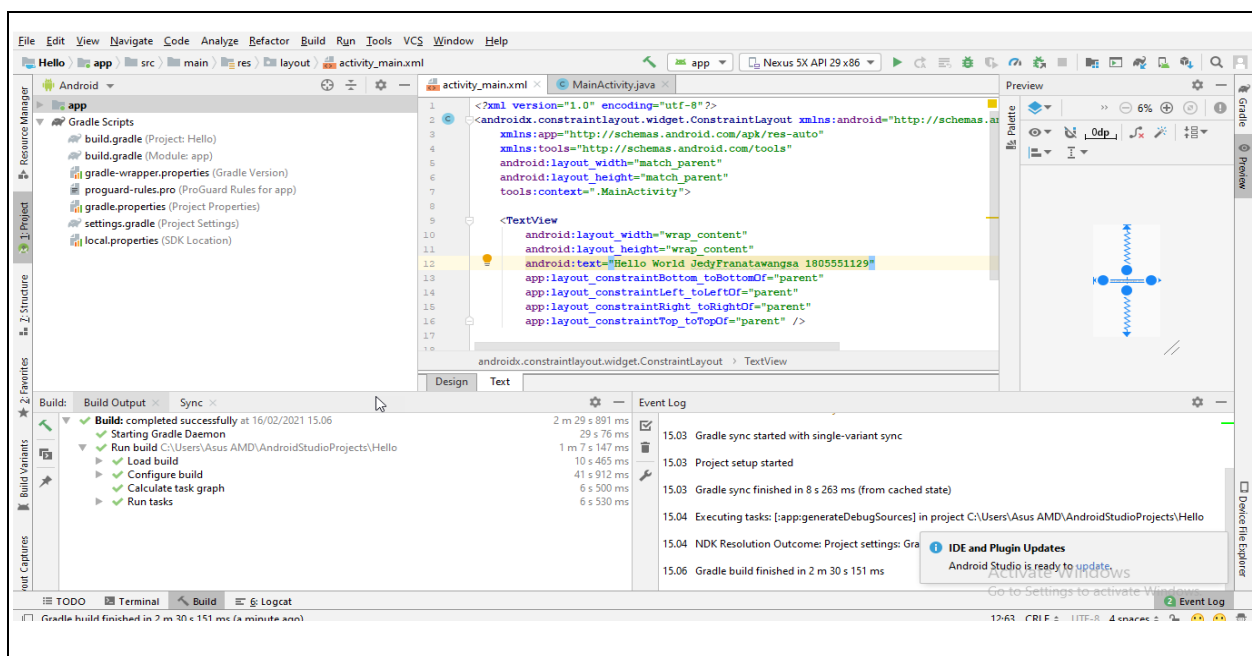 File Edit View Navigate Code Analyze Refactor Build Run Tools VCS Window Help
Hello app src main res layout activity_main.xml app Nexus 5X API 29 x86
Android activity_main.xml MainActivity.java Preview
app
Gradle Scripts
build.gradle (Project: Hello)
build.gradle (Module: app)
gradle-wrapper.properties (Gradle Version)
proguard-rules.pro (ProGuard Rules for app)
gradle.properties (Project Properties)
settings.gradle (Project Settings)
local.properties (SDK Location)
Resource Manager
1: Project
Z: Structure
2: Favorites
Build Variants
out Captures
1 <?xml version="1.0" encoding="utf-8"?>
2 <androidx.constraintlayout.widget.ConstraintLayout xmlns:android="http://schemas.a
3 xmlns:app="http://schemas.android.com/apk/res-auto"
4 xmlns:tools="http://schemas.android.com/tools"
5 android:layout_width="match_parent"
6 android:layout_height="match_parent"
7 tools:context=".MainActivity">
8
9 <TextView
10 android:layout_width="wrap_content"
11 android:layout_height="wrap_content"
12 android:text="Hello World JedyFranatawangsa 1805551129"
13 app:layout_constraintBottom_toBottomOf="parent"
14 app:layout_constraintLeft_toLeftOf="parent"
15 app:layout_constraintRight_toRightOf="parent"
16 app:layout_constraintTop_toTopOf="parent" />
17
18
androidx.constraintlayout.widget.ConstraintLayout > TextView
Design Text
Palette
6%
0dp
Gradle
Preview
Device File Explorer
Build: Build Output Sync
Build: completed successfully at 16/02/2021 15.06 2 m 29 s 891 ms
Starting Gradle Daemon 29 s 76 ms
Run build C:\Users\Asus AMD\AndroidStudioProjects\Hello 1 m 7 s 147 ms
Load build 10 s 465 ms
Configure build 41 s 912 ms
Calculate task graph 6 s 500 ms
Run tasks 6 s 530 ms
Event Log
15.03 Gradle sync started with single-variant sync
15.03 Project setup started
15.03 Gradle sync finished in 8 s 263 ms (from cached state)
15.04 Executing tasks: [:app:generateDebugSources] in project C:\Users\Asus AMD\AndroidStudioProjects\Hello
15.04 NDK Resolution Outcome: Project settings: Gra
15.06 Gradle build finished in 2 m 30 s 151 ms
IDE and Plugin Updates
Android Studio is ready to update.
Activate Windows
Go to Settings to activate Windows.
TODO Terminal Build 6: Logcat 2 Event Log
Gradle build finished in 2 m 30 s 151 ms (a minute ago) 12:63 CRLF UTF-8 4 spaces